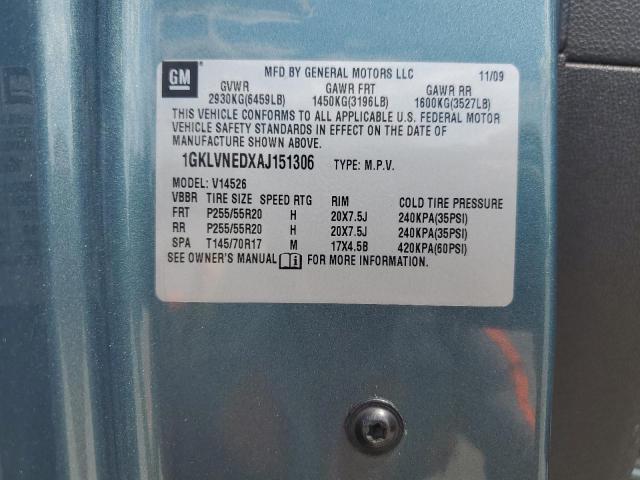 GM MFD BY GENERAL MOTORS LLC 11/09
GVWR GAWR FRT GAWR RR
2930KG(6459LB) 1450KG(3196LB) 1600KG(3527LB)
THIS VEHICLE CONFORMS TO ALL APPLICABLE U.S. FEDERAL MOTOR
VEHICLE SAFETY STANDARDS IN EFFECT ON THE DATE OF
MANUFACTURE SHOWN ABOVE.
1GKLVNEDXAJ151306 TYPE: M.P.V.
MODEL: V14526
VBBR TIRE SIZE SPEED RTG RIM COLD TIRE PRESSURE
FRT P255/55R20 H 20X7.5J 240KPA(35PSI)
RR P255/55R20 H 20X7.5J 240KPA(35PSI)
SPA T145/70R17 M 17X4.5B 420KPA(60PSI)
SEE OWNER'S MANUAL FOR MORE INFORMATION.